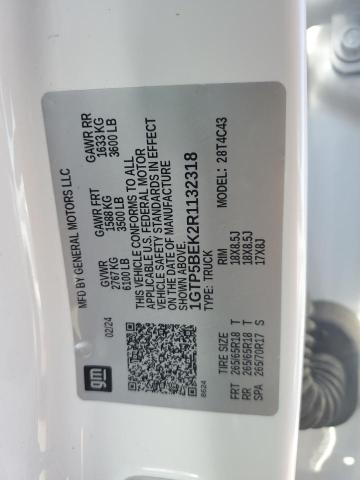 MFD BY GENERAL MOTORS LLC
02/24 GVWR GAWR FRT GAWR RR
2767 KG 1588 KG 1633 KG
6100 LB 3500 LB 3600 LB
THIS VEHICLE CONFORMS TO ALL
APPLICABLE U.S. FEDERAL MOTOR
VEHICLE SAFETY STANDARDS IN EFFECT
ON THE DATE OF MANUFACTURE
SHOWN ABOVE.
1GTP5BEK2R1132318
TYPE: TRUCK MODEL: 28T4C43
gm
8624
TIRE SIZE RIM
FRT 265/65R18 T 18X8.5J
RR 265/65R18 T 18X8.5J
SPA 265/70R17 S 17X8J